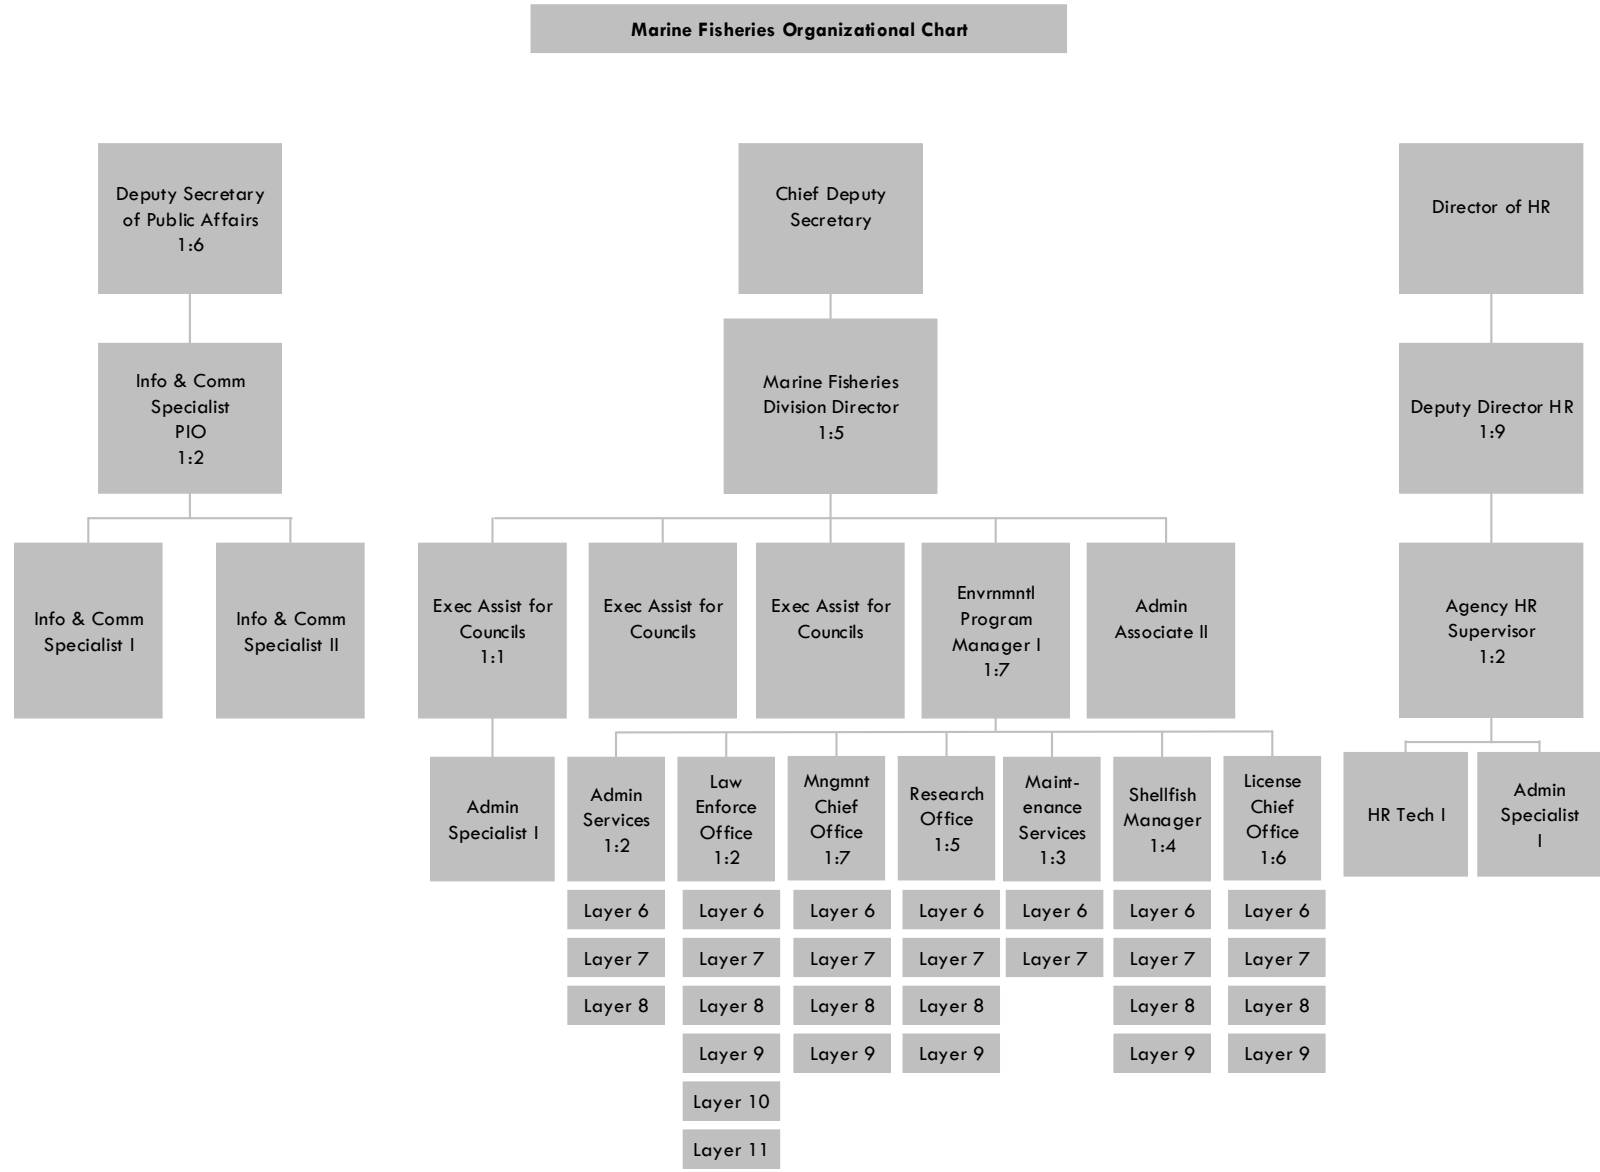 Marine Fisheries Organizational Chart
Deputy Secretary
of Public Affairs
1:6
Chief Deputy
Secretary
Director of HR
Info & Comm
Specialist
PIO
1:2
Marine Fisheries
Division Director
1:5
Deputy Director HR
1:9
Info & Comm
Specialist I
Info & Comm
Specialist II
Exec Assist for
Councils
1:1
Exec Assist for
Councils
Exec Assist for
Councils
Envrnmntl
Program
Manager I
1:7
Admin
Associate II
Agency HR
Supervisor
1:2
Admin
Specialist I
Admin
Services
1:2
Law
Enforce
Office
1:2
Mngmnt
Chief
Office
1:7
Research
Office
1:5
Maint-
enance
Services
1:3
Shellfish
Manager
1:4
License
Chief
Office
1:6
HR Tech I
Admin
Specialist
I
Layer 6
Layer 6
Layer 6
Layer 6
Layer 6
Layer 6
Layer 6
Layer 7
Layer 7
Layer 7
Layer 7
Layer 7
Layer 7
Layer 7
Layer 8
Layer 8
Layer 8
Layer 8
Layer 8
Layer 8
Layer 9
Layer 9
Layer 9
Layer 9
Layer 9
Layer 10
Layer 11